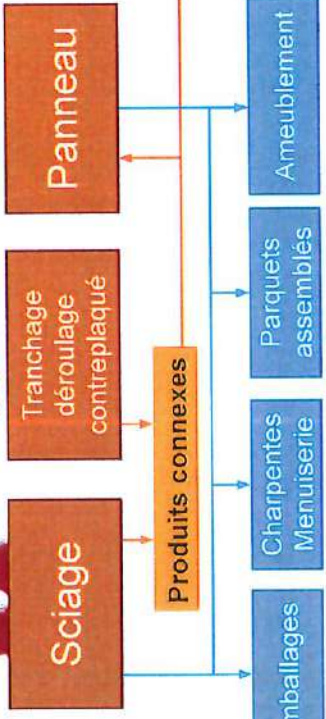 Sciage
Tranchage
déroulage
contreplaqué
Panneau
Produits connexes
mballages
Charpentes
Menuiserie
Parquets
assemblés
Ameublement